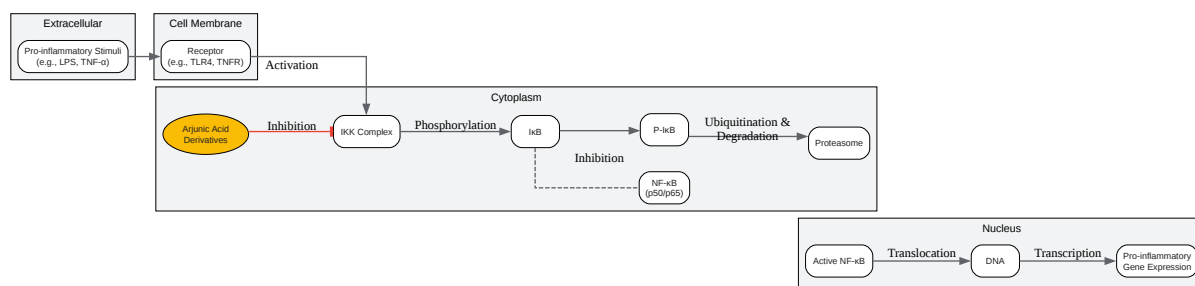 Extracellular
Cell Membrane
Pro-inflammatory Stimuli
(e.g., LPS, TNF-α)
Receptor
(e.g., TLR4, TNFR)
Activation
Cytoplasm
Arjunic Acid
Derivatives
Inhibition
IKK Complex
Phosphorylation
IκB
P-IκB
Ubiquitination &
Degradation
Proteasome
Inhibition
NF-κB
(p50/p65)
Nucleus
Active NF-κB
Translocation
DNA
Transcription
Pro-inflammatory
Gene Expression